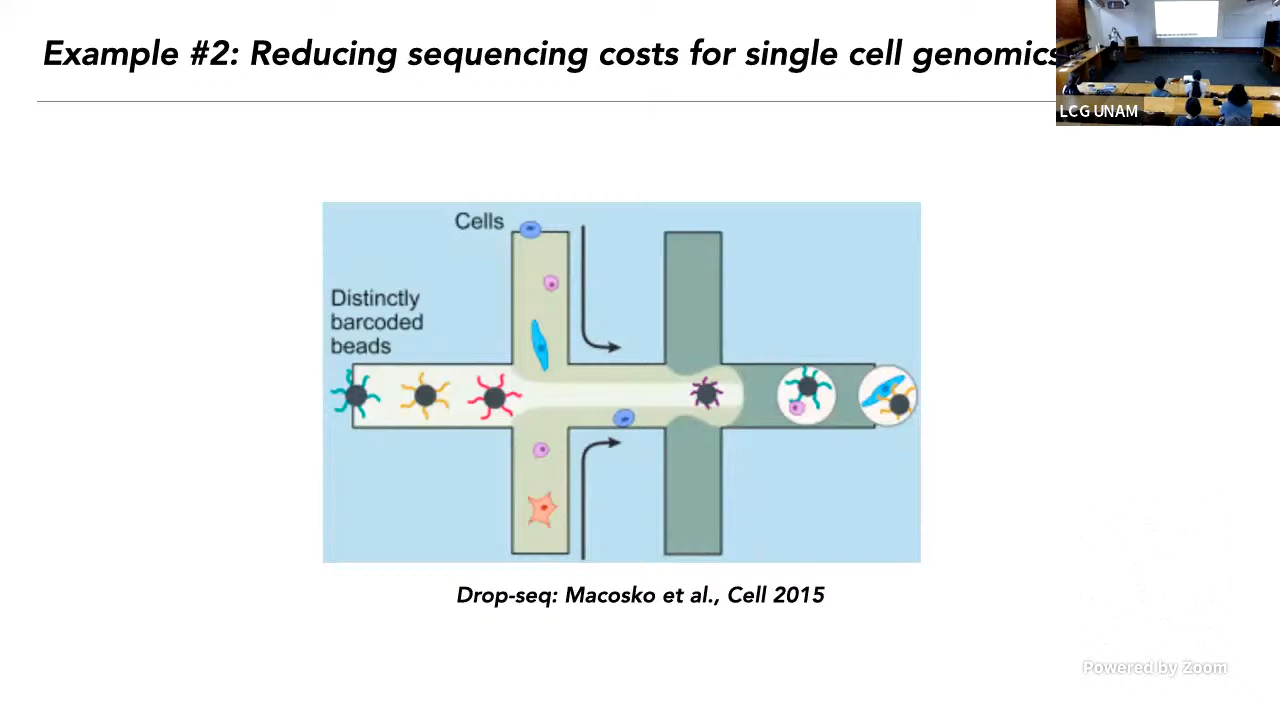 Example #2: Reducing sequencing costs for single cell genomics
LCG UNAM
Cells
Distinctly
barcoded
beads
Drop-seq: Macosko et al., Cell 2015
Powered by Zoom